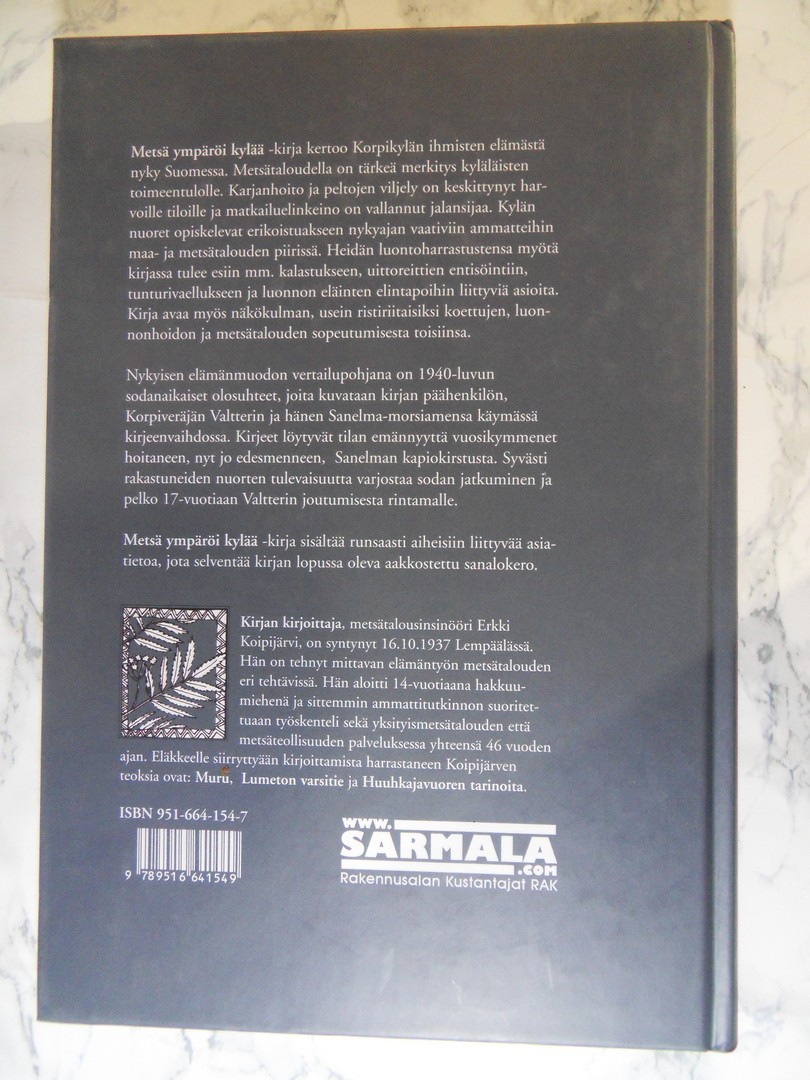 Metsä ympäröi kylää -kirja kertoo Korpikylän ihmisten elämästä
nyky Suomessa. Metsätaloudella on tärkeä merkitys kyläläisten
toimeentulolle. Karjanhoito ja peltojen viljely on keskittynyt har-
voille tiloille ja matkailuelinkeino on vallannut jalansijaa. Kylän
nuoret opiskelevat erikoistuakseen nykyajan vaativiin ammatteihin
maa- ja metsätalouden piirissä. Heidän luontoharrastustensa myötä
kirjassa tulee esiin mm. kalastukseen, uittoreittien entisöintiin,
tunturivaellukseen ja luonnon eläinten elintapoihin liittyviä asioita.
Kirja avaa myös näkökulman, usein ristiriitaisiksi koettujen, luon-
nonhoidon ja metsätalouden sopeutumisesta toisiinsa.
Nykyisen elämänmuodon vertailupohjana on 1940-luvun
sodanaikaiset olosuhteet, joita kuvataan kirjan päähenkilön,
Korpiveräjän Valtterin ja hänen Sanelma-morsiamensa käymässä
kirjeenvaihdossa. Kirjeet löytyvät tilan emännyyttä vuosikymmenet
hoitaneen, nyt jo edesmenneen, Sanelman kapiokirstusta. Syvästi
rakastuneiden nuorten tulevaisuutta varjostaa sodan jatkuminen ja
pelko 17-vuotiaan Valtterin joutumisesta rintamalle.
Metsä ympäröi kylää -kirja sisältää runsaasti aiheisiin liittyvää asia-
tietoa, jota selventää kirjan lopussa oleva aakkostettu sanalokero.
Kirjan kirjoittaja, metsätalousinsinööri Erkki
Koipijärvi, on syntynyt 16.10.1937 Lempäälässä.
Hän on tehnyt mittavan elämäntyön metsätalouden
eri tehtävissä. Hän aloitti 14-vuotiaana hakkuu-
miehenä ja sittemmin ammattitutkinnon suoritet-
tuaan työskenteli sekä yksityismetsätalouden että
metsäteollisuuden palveluksessa yhteensä 46 vuoden
ajan. Eläkkeelle siirryttyään kirjoittamista harrastaneen Koipijärven
teoksia ovat: Muru, Lumeton varsitie ja Huuhkajavuoren tarinoita.
ISBN 951-664-154-7
9 789516 641549
WWW.
SARMALA
.COM
Rakennusalan Kustantajat RAK